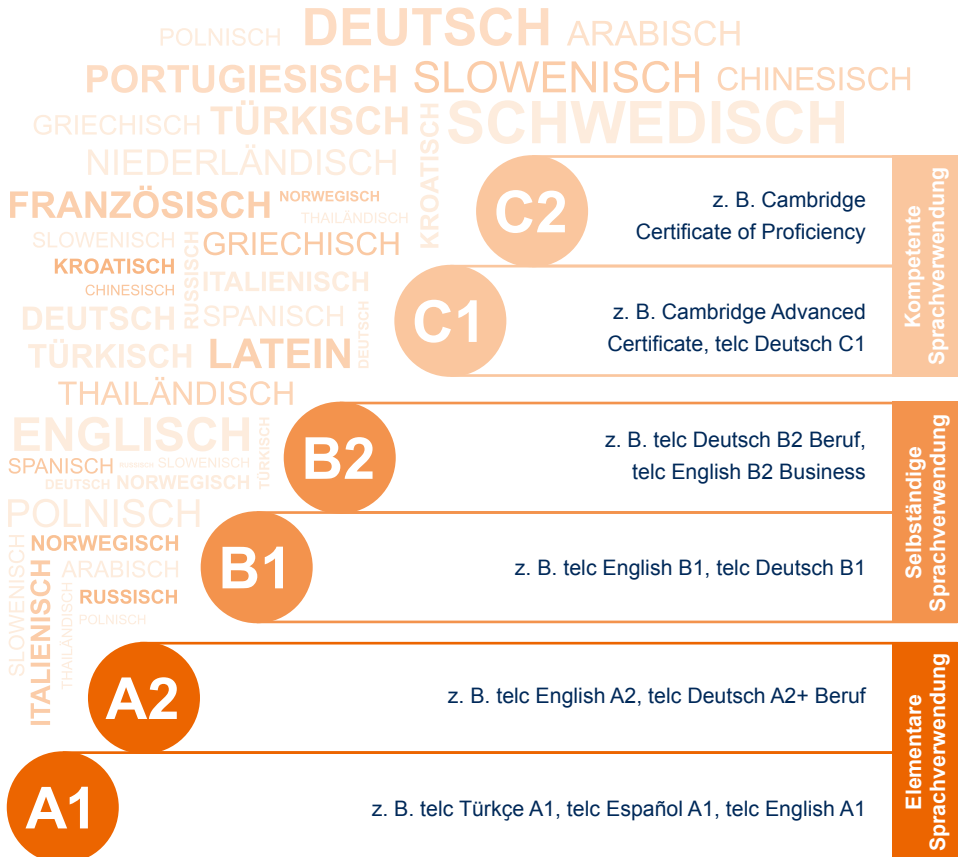 POLNISCH DEUTSCH ARABISCH
PORTUGIESISCH SLOWENISCH CHINESISCH
GRIECHISCH TÜRKISCH KROATISCH SCHWEDISCH
NIEDERLÄNDISCH
FRANZÖSISCH NORWEGISCH
THAILÄNDISCH
SLOWENISCH RUSSISCH GRIECHISCH
KROATISCH
ITALIENISCH
CHINESISCH
DEUTSCH SPANISCH DEUTSCH
TÜRKISCH LATEIN
THAILÄNDISCH
ENGLISCH TÜRKISCH
SPANISCH SLOWENISCH
DEUTSCH NORWEGISCH
POLNISCH
SLOWENISCH NORWEGISCH
ITALIENISCH THAILÄNDISCH ARABISCH
RUSSISCH
POLNISCH
C2
z. B. Cambridge
Certificate of Proficiency
C1
z. B. Cambridge Advanced
Certificate, telc Deutsch C1
Kompetente
Sprachverwendung
B2
z. B. telc Deutsch B2 Beruf,
telc English B2 Business
B1
z. B. telc English B1, telc Deutsch B1
Selbständige
Sprachverwendung
A2
z. B. telc English A2, telc Deutsch A2+ Beruf
A1
z. B. telc Türkçe A1, telc Español A1, telc English A1
Elementare
Sprachverwendung